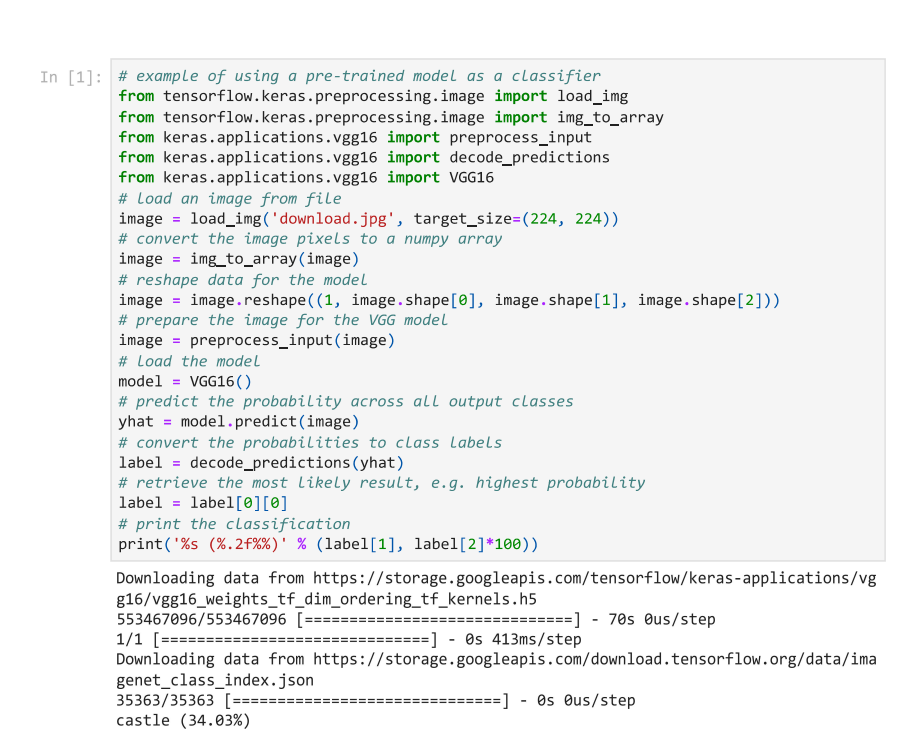 In [1]:
# example of using a pre-trained model as a classifier
from tensorflow.keras.preprocessing.image import load_img
from tensorflow.keras.preprocessing.image import img_to_array
from keras.applications.vgg16 import preprocess_input
from keras.applications.vgg16 import decode_predictions
from keras.applications.vgg16 import VGG16
# load an image from file
image = load_img('download.jpg', target_size=(224, 224))
# convert the image pixels to a numpy array
image = img_to_array(image)
# reshape data for the model
image = image.reshape((1, image.shape[0], image.shape[1], image.shape[2]))
# prepare the image for the VGG model
image = preprocess_input(image)
# load the model
model = VGG16()
# predict the probability across all output classes
yhat = model.predict(image)
# convert the probabilities to class labels
label = decode_predictions(yhat)
# retrieve the most likely result, e.g. highest probability
label = label[0][0]
# print the classification
print('%s (%.2f%%)' % (label[1], label[2]*100))
Downloading data from https://storage.googleapis.com/tensorflow/keras-applications/vg
g16/vgg16_weights_tf_dim_ordering_tf_kernels.h5
553467096/553467096 [==============================] - 70s 0us/step
1/1 [==============================] - 0s 413ms/step
Downloading data from https://storage.googleapis.com/download.tensorflow.org/data/ima
genet_class_index.json
35363/35363 [==============================] - 0s 0us/step
castle (34.03%)